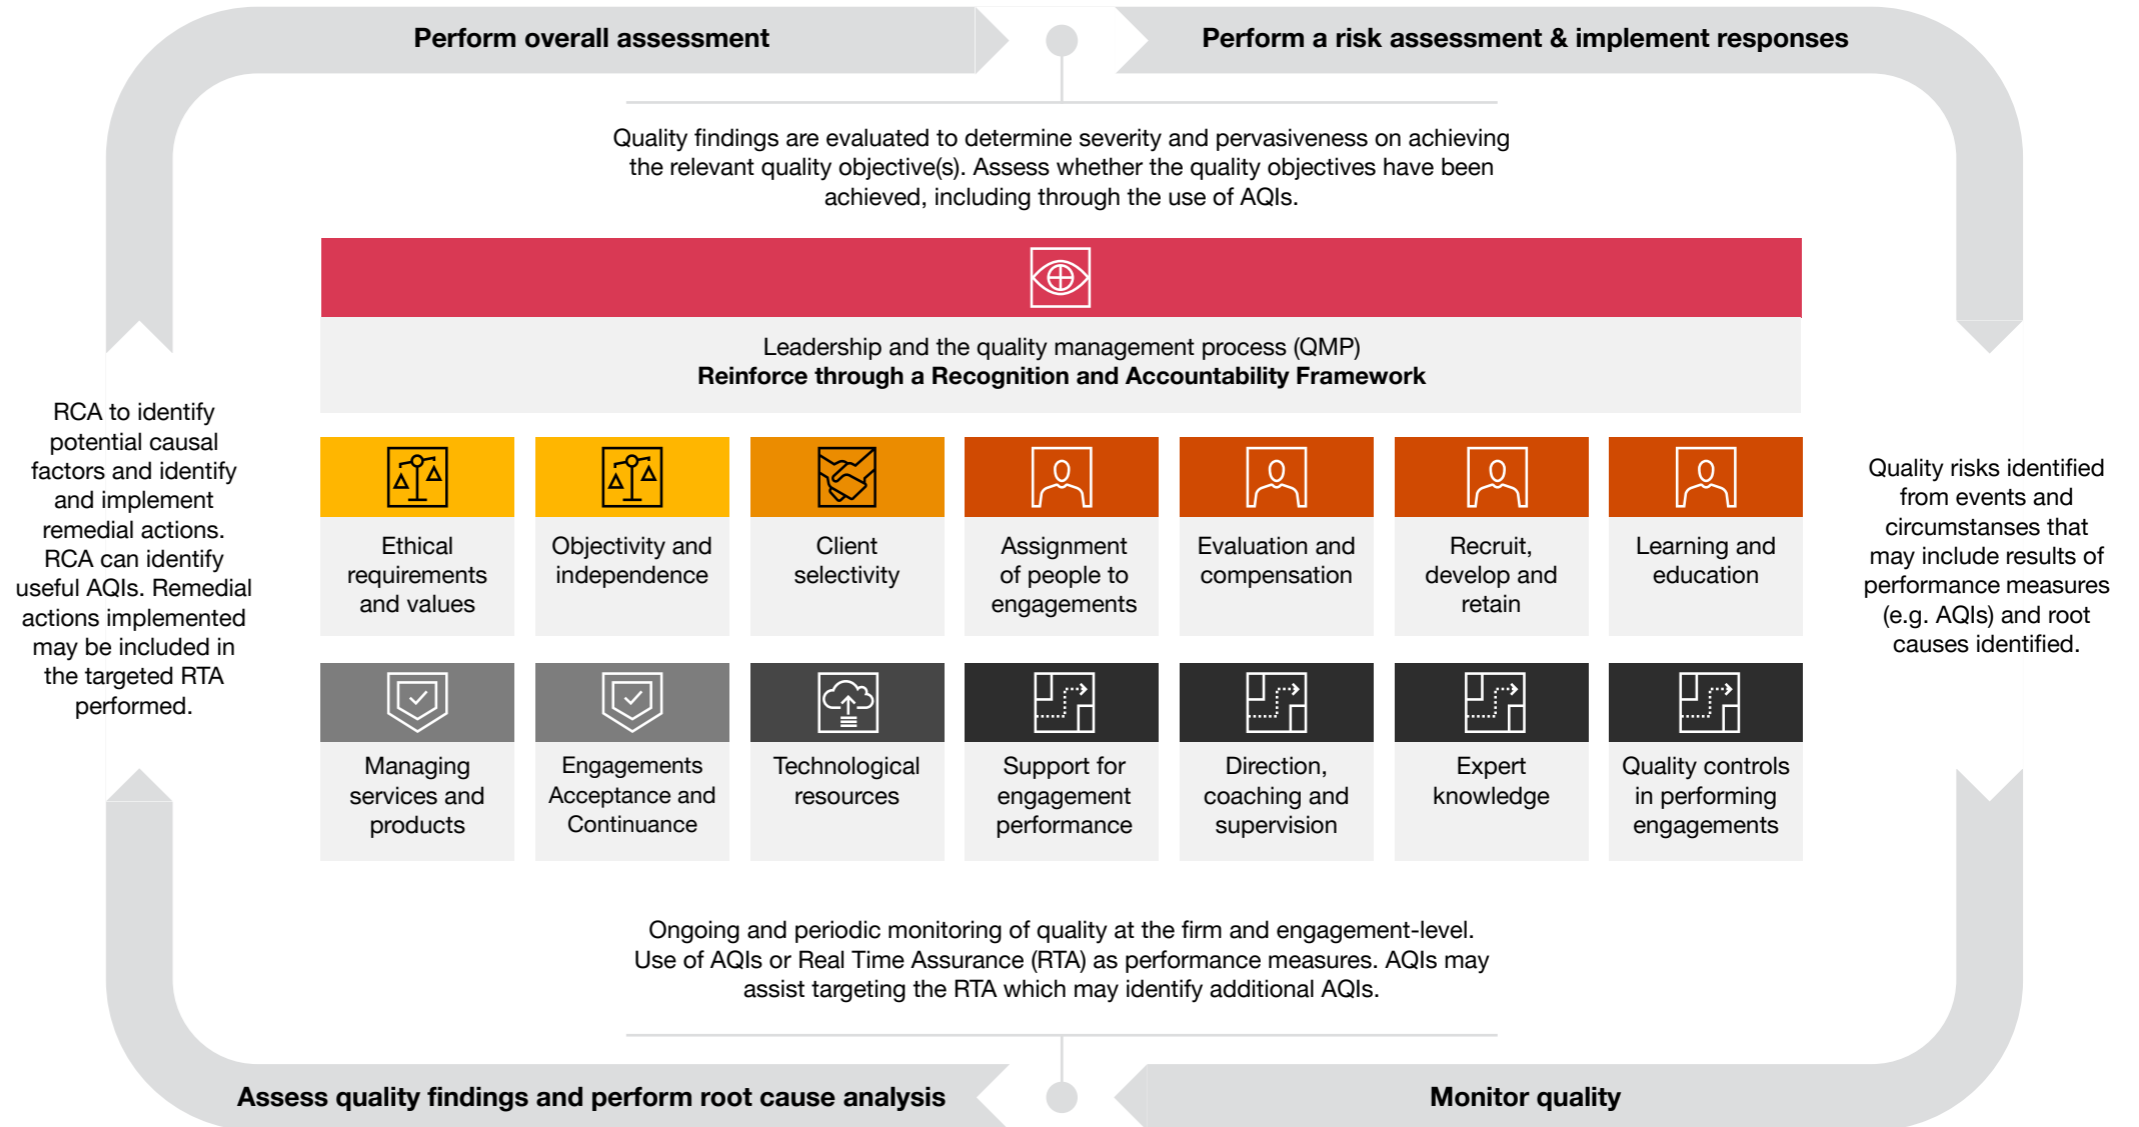 Perform overall assessment
Perform a risk assessment & implement responses
Quality findings are evaluated to determine severity and pervasiveness on achieving
the relevant quality objective(s). Assess whether the quality objectives have been
achieved, including through the use of AQIs.
Leadership and the quality management process (QMP)
Reinforce through a Recognition and Accountability Framework
RCA to identify
potential causal
factors and identify
and implement
remedial actions.
RCA can identify
useful AQIs. Remedial
actions implemented
may be included in
the targeted RTA
performed.
Ethical
requirements
and values
Objectivity and
independence
Client
selectivity
Assignment
of people to
engagements
Evaluation and
compensation
Recruit,
develop and
retain
Learning and
education
Quality risks identified
from events and
circumstanses that
may include results of
performance measures
(e.g. AQIs) and root
causes identified.
Managing
services and
products
Engagements
Acceptance and
Continuance
Technological
resources
Support for
engagement
performance
Direction,
coaching and
supervision
Expert
knowledge
Quality controls
in performing
engagements
Ongoing and periodic monitoring of quality at the firm and engagement-level.
Use of AQIs or Real Time Assurance (RTA) as performance measures. AQIs may
assist targeting the RTA which may identify additional AQIs.
Assess quality findings and perform root cause analysis
Monitor quality